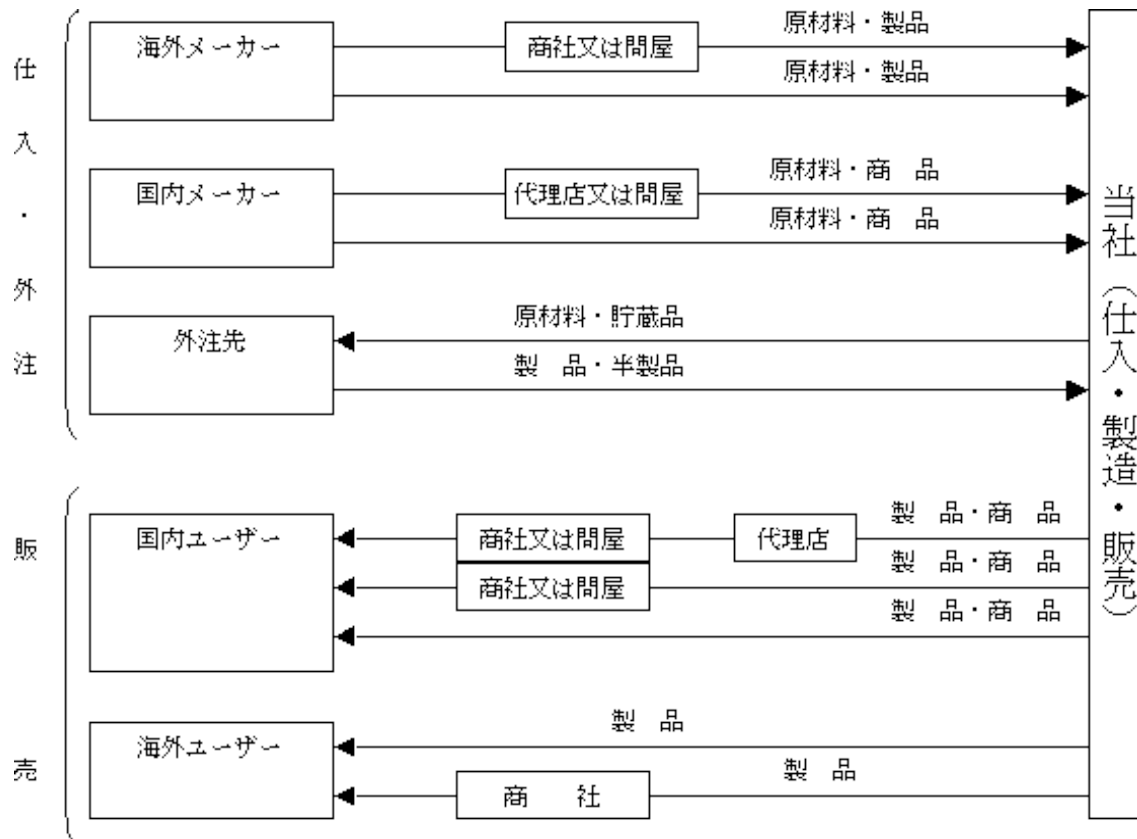 仕入・外注
海外メーカー
商社又は問屋
原材料・製品
原材料・製品
国内メーカー
代理店又は問屋
原材料・商　品
原材料・商　品
外注先
原材料・貯蔵品
製　品・半製品
販売
国内ユーザー
商社又は問屋
代理店
製　品・商　品
商社又は問屋
製　品・商　品
製　品・商　品
海外ユーザー
製　品
商　　社
製　品
当社（仕入・製造・販売）